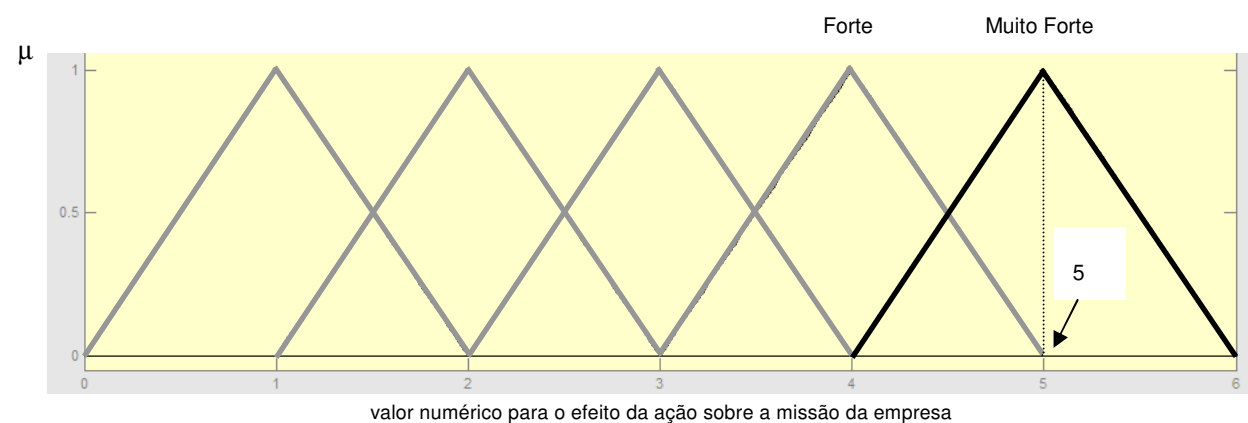 Forte Muito Forte
μ
1
0.5
5
0
0 1 2 3 4 5 6
valor numérico para o efeito da ação sobre a missão da empresa